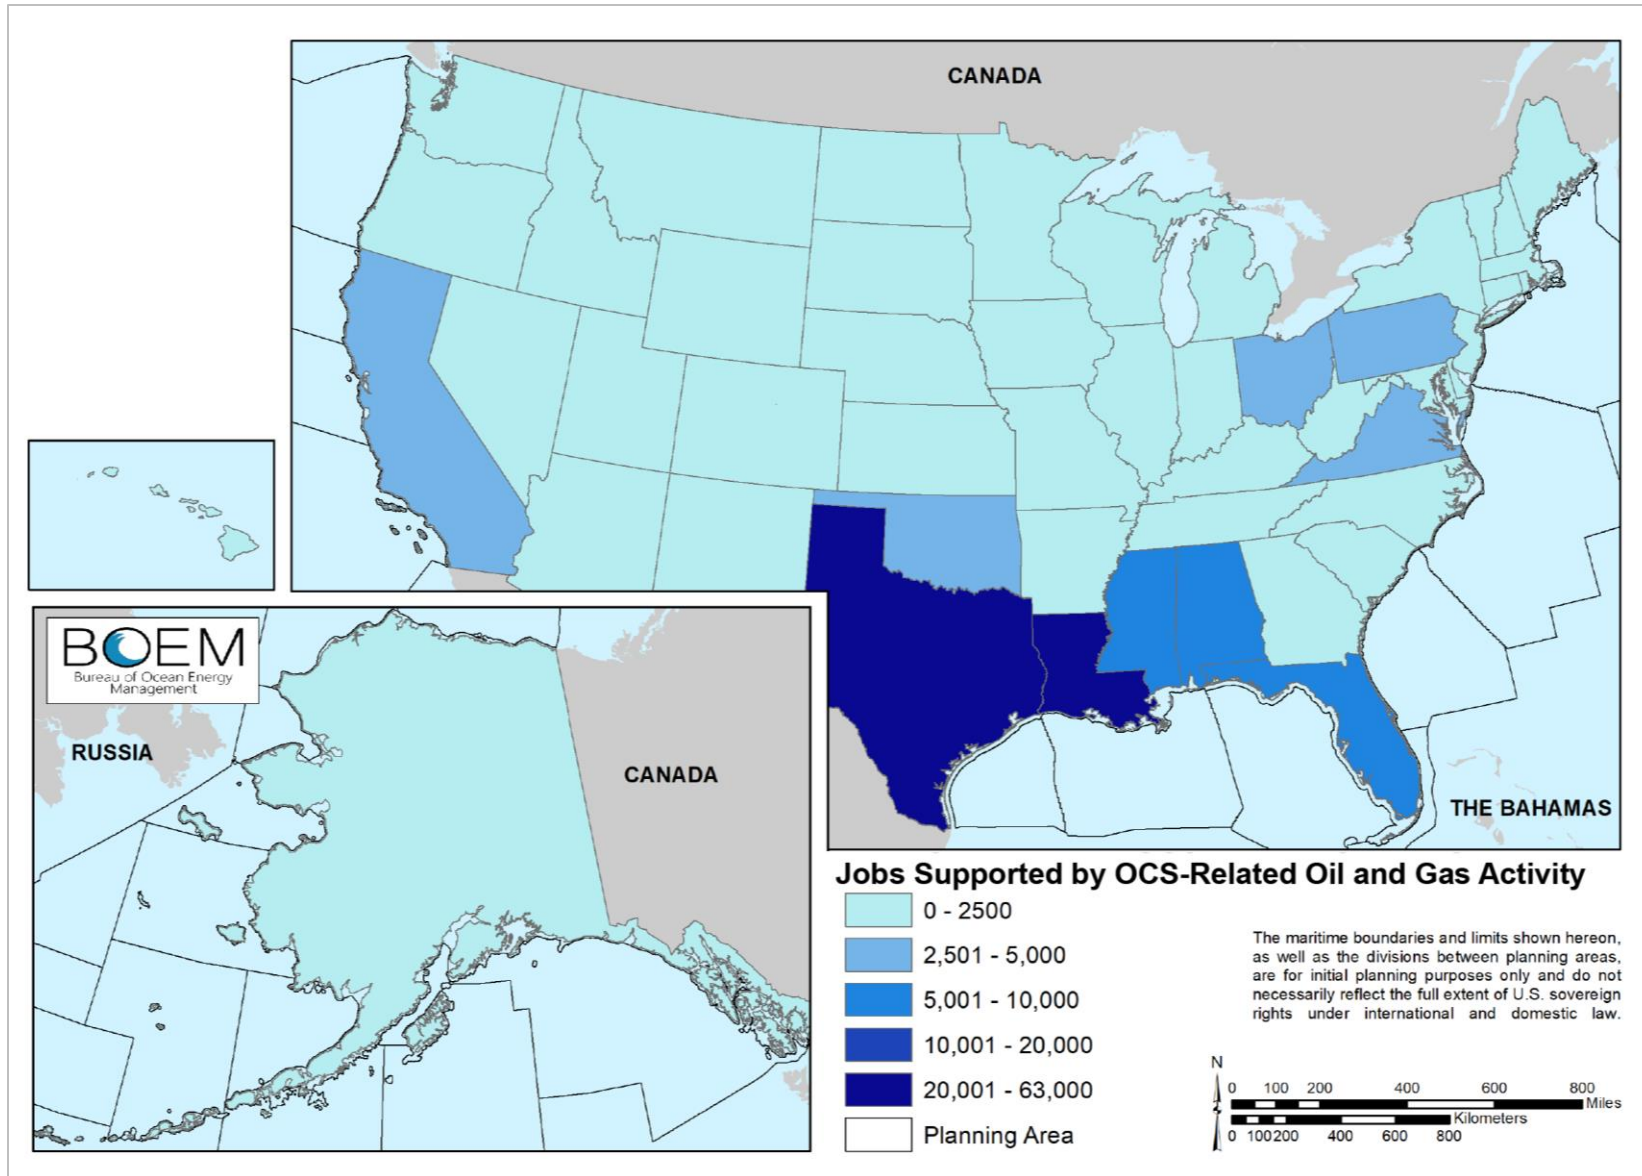 CANADA
BOEM
Bureau of Ocean Energy
Management
RUSSIA
CANADA
THE BAHAMAS
Jobs Supported by OCS-Related Oil and Gas Activity
0 - 2500
2,501 - 5,000
5,001 - 10,000
10,001 - 20,000
20,001 - 63,000
Planning Area
The maritime boundaries and limits shown hereon,
as well as the divisions between planning areas,
are for initial planning purposes only and do not
necessarily reflect the full extent of U.S. sovereign
rights under international and domestic law.
N
0 100 200 400 600 800
Miles
Kilometers
0 100 200 400 600 800